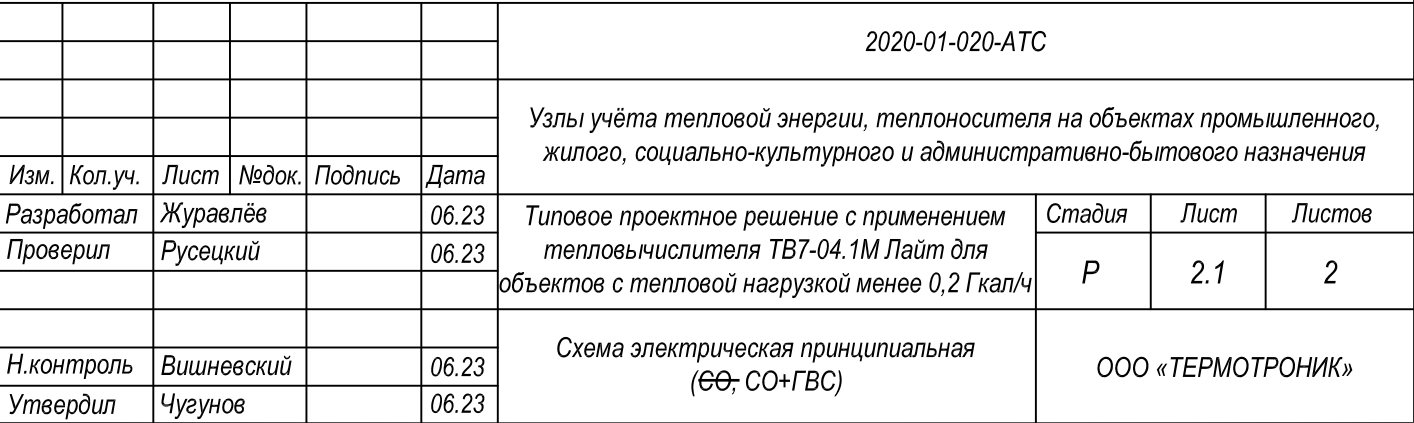 2020-01-020-АТС
Узлы учёта тепловой энергии, теплоносителя на объектах промышленного,
жилого, социально-культурного и административно-бытового назначения
Изм. Кол.уч. Лист №док. Подпись Дата
Разработал Журавлёв 06.23
Проверил Русецкий 06.23
Типовое проектное решение с применением
тепловычислителя ТВ7-04.1М Лайт для
объектов с тепловой нагрузкой менее 0,2 Гкал/ч
Стадия Лист Листов
Р 2.1 2
Н.контроль Вишневский 06.23
Утвердил Чугунов 06.23
Схема электрическая принципиальная
(СО, СО+ГВС)
ООО «ТЕРМОТРОНИК»